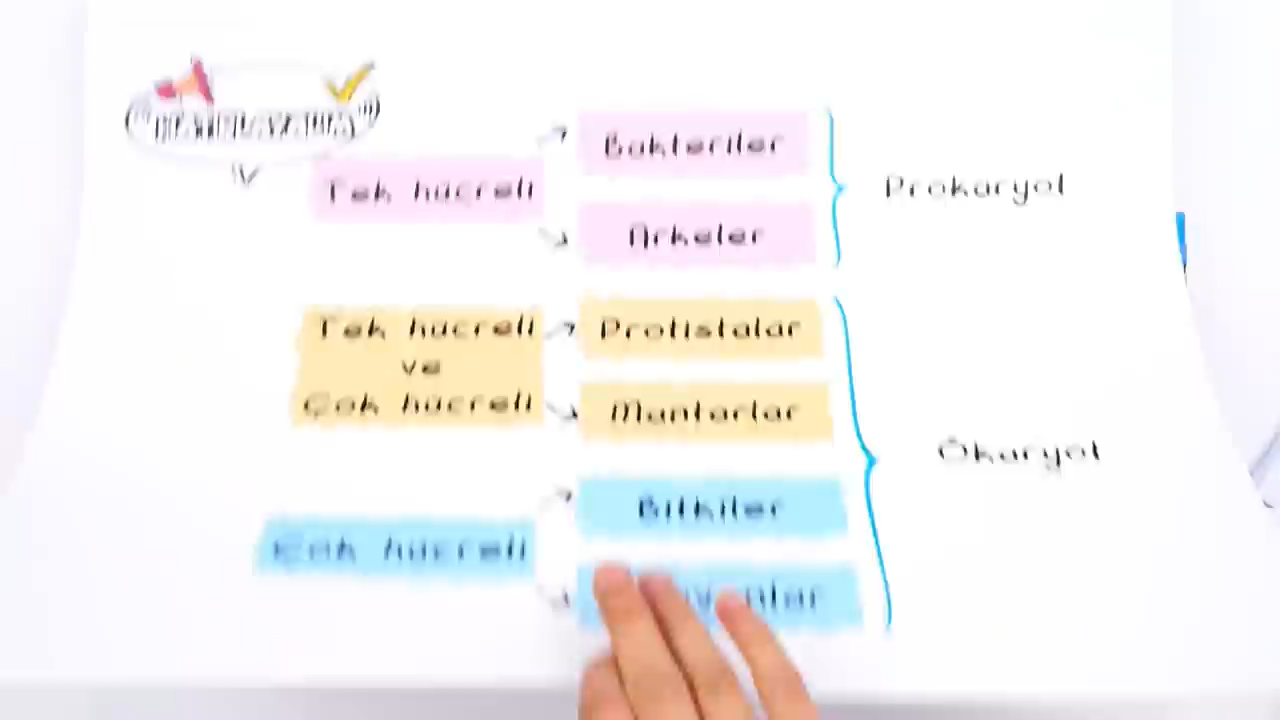 Tek hücreli
Bakteriler
Arkeler
Prokaryot
Tek hücreli
ve
Çok hücreli
Protistalar
Mantarlar
Ökaryot
Çok hücreli
Bitkiler